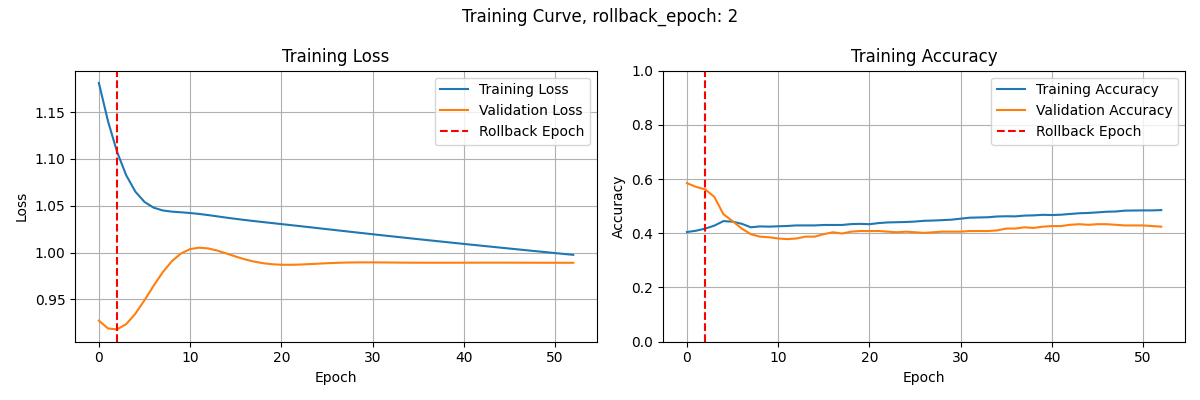 Training Curve, rollback_epoch: 2
Training Loss
Training Loss
Validation Loss
Rollback Epoch
1.15
1.10
1.05
1.00
0.95
Loss
0
10
20
30
40
50
Epoch
Training Accuracy
Training Accuracy
Validation Accuracy
Rollback Epoch
1.0
0.8
0.6
0.4
0.2
0.0
Accuracy
0
10
20
30
40
50
Epoch